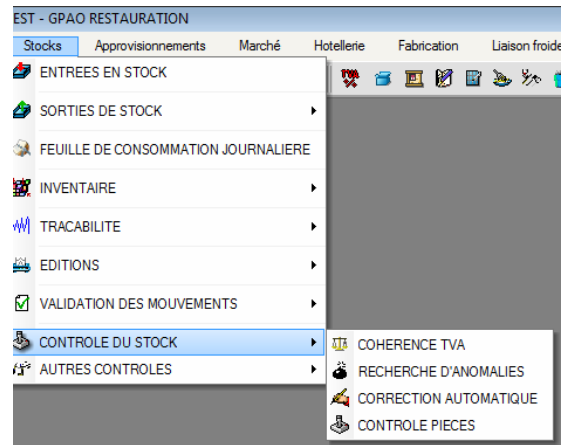 EST - GPAO RESTAURATION
Stocks Approvisionnements Marché Hotellerie Fabrication Liaison froide
ENTREES EN STOCK
SORTIES DE STOCK
FEUILLE DE CONSOMMATION JOURNALIERE
INVENTAIRE
TRACABILITE
EDITIONS
VALIDATION DES MOUVEMENTS
CONTROLE DU STOCK
AUTRES CONTROLES
COHERENCE TVA
RECHERCHE D'ANOMALIES
CORRECTION AUTOMATIQUE
CONTROLE PIECES